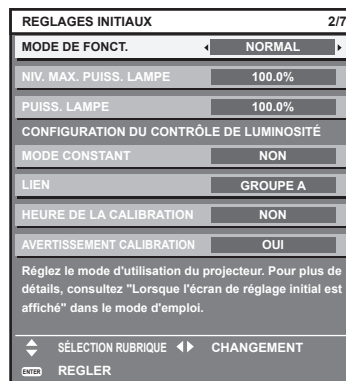 REGLAGES INITIAUX 2/7
MODE DE FONCT. NORMAL
NIV. MAX. PUISS. LAMPE 100.0%
PUISS. LAMPE 100.0%
CONFIGURATION DU CONTRÔLE DE LUMINOSITÉ
MODE CONSTANT NON
LIEN GROUPE A
HEURE DE LA CALIBRATION NON
AVERTISSEMENT CALIBRATION OUI
Réglez le mode d'utilisation du projecteur. Pour plus de
détails, consultez "Lorsque l'écran de réglage initial est
affiché" dans le mode d'emploi.
SÉLECTION RUBRIQUE CHANGEMENT
ENTER REGLER